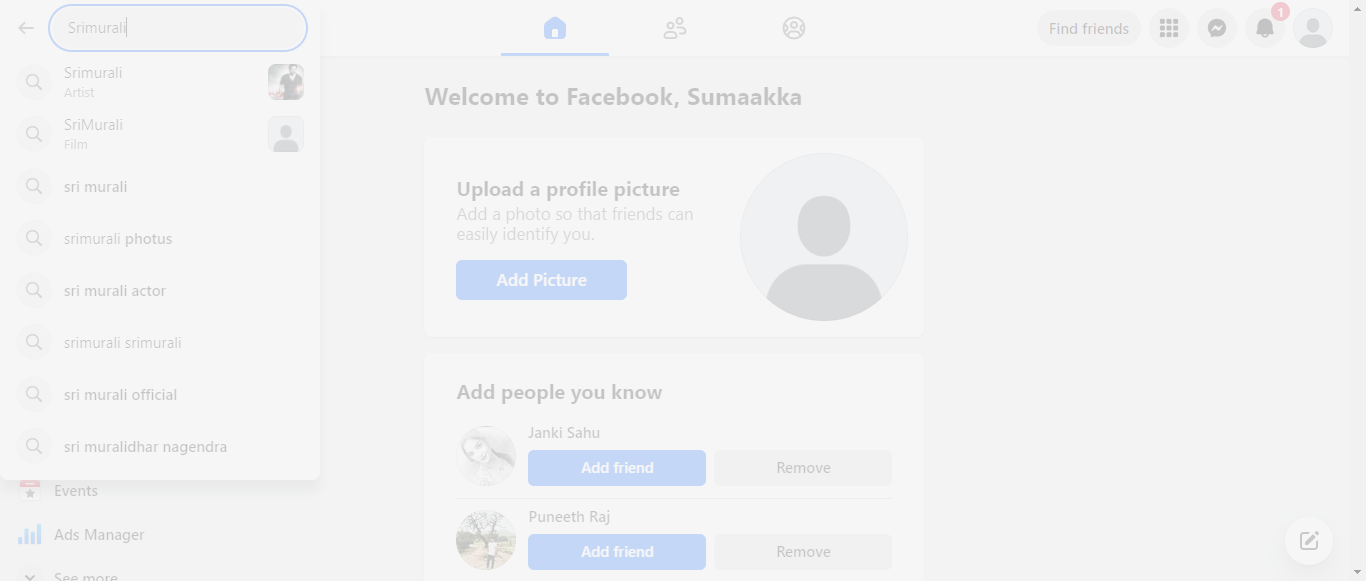 Srimurali
Find friends
1
Srimurali
Artist
SriMurali
Film
sri murali
srimurali photus
sri murali actor
srimurali srimurali
sri murali official
sri muralidhar nagendra
Events
Ads Manager
See more
Welcome to Facebook, Sumaakka
Upload a profile picture
Add a photo so that friends can
easily identify you.
Add Picture
Add people you know
Janki Sahu
Add friend
Remove
Puneeth Raj
Add friend
Remove